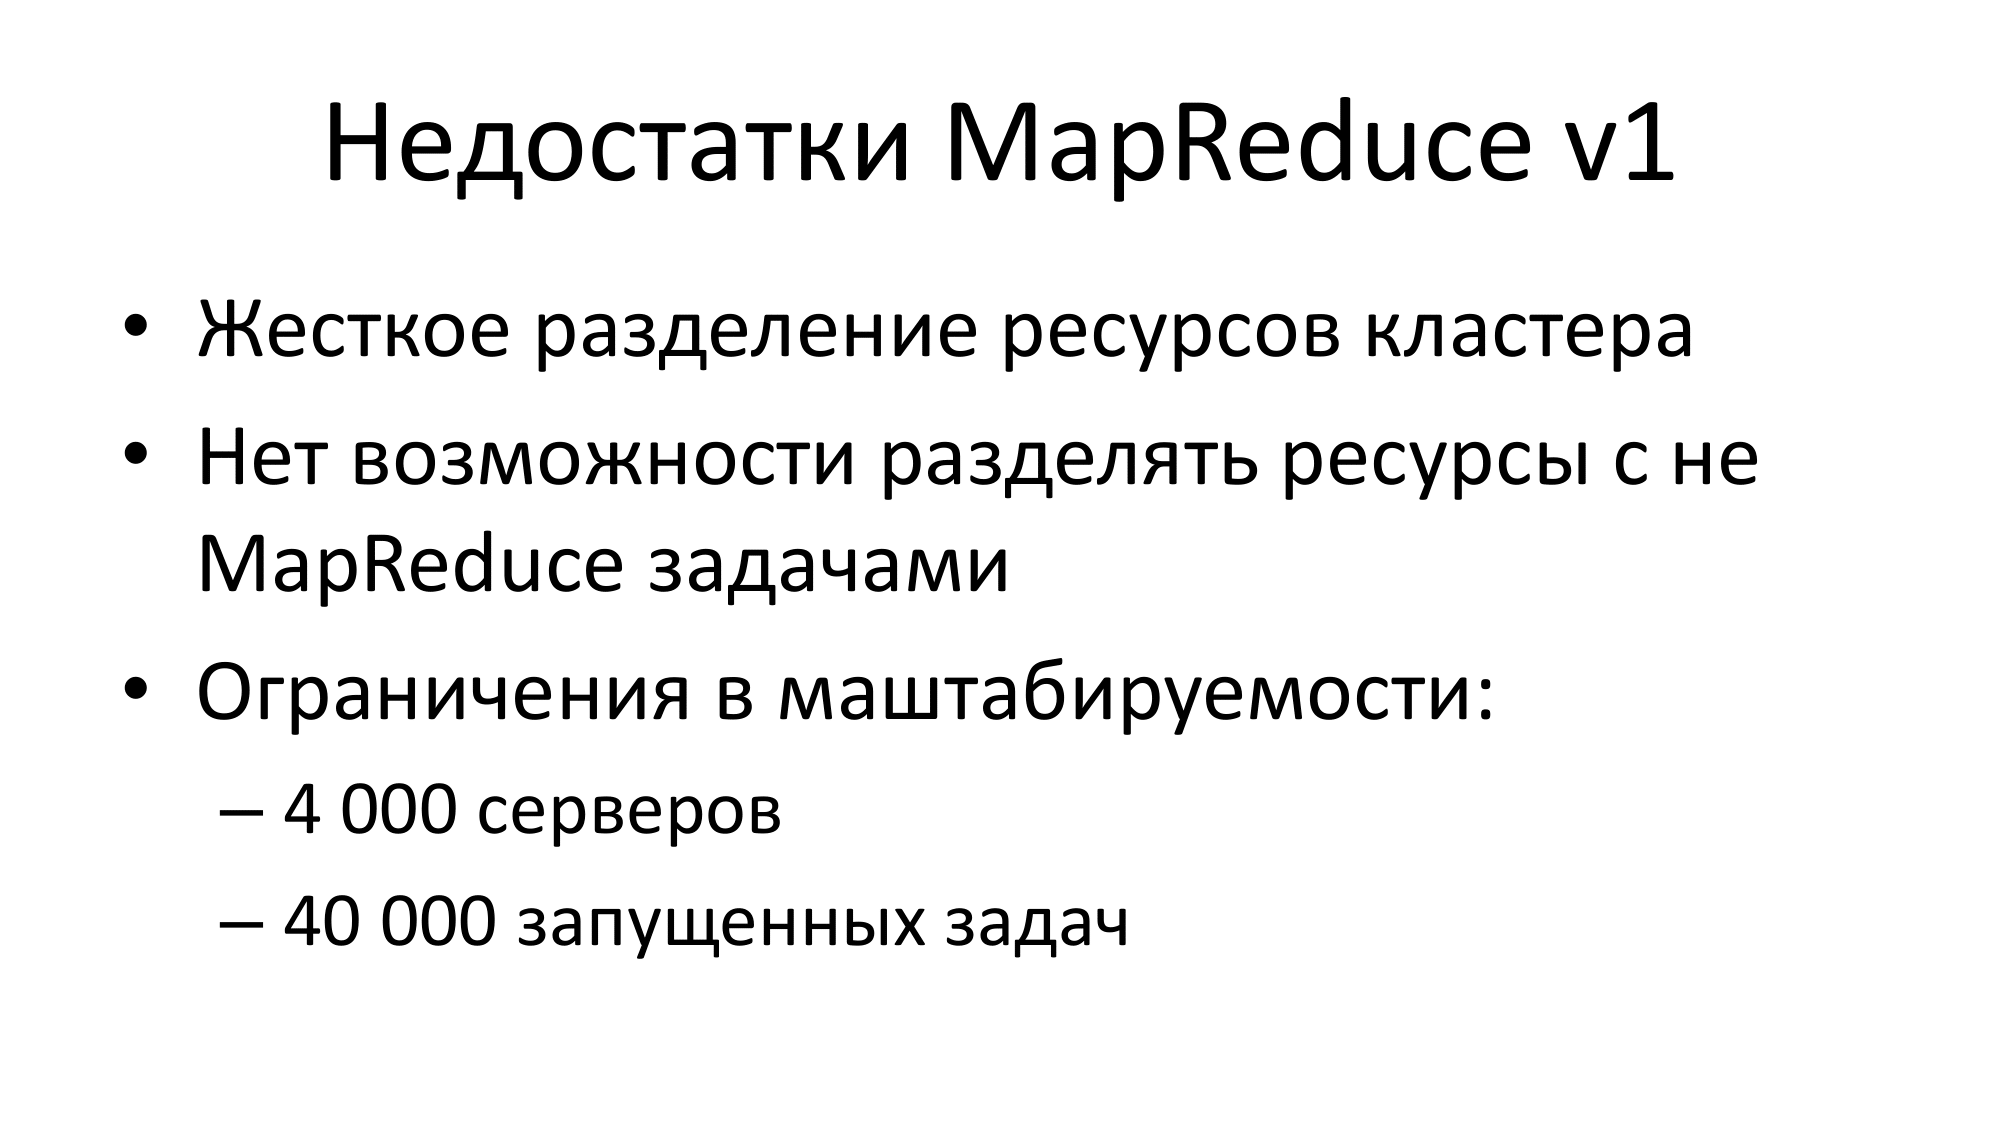 Недостатки MapReduce v1
• Жесткое разделение ресурсов кластера
• Нет возможности разделять ресурсы с не
MapReduce задачами
• Ограничения в маштабируемости:
– 4 000 серверов
– 40 000 запущенных задач